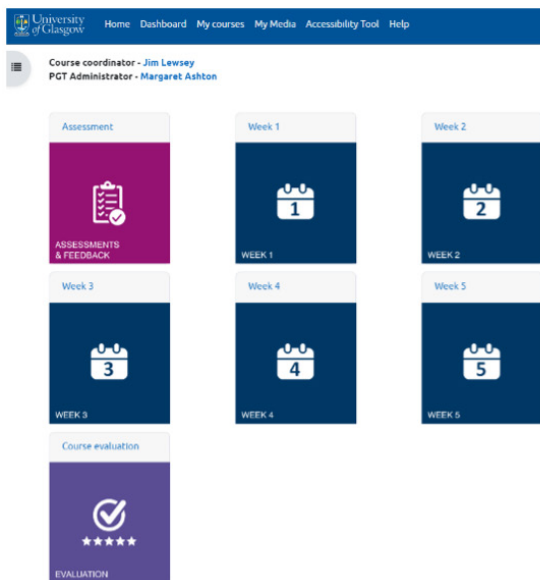 University
of Glasgow
Home Dashboard My courses My Media Accessibility Tool Help
Course coordinator - Jim Lewsey
PGT Administrator - Margaret Ashton
Assessment Week 1 Week 2
1 2
ASSESSMENTS
& FEEDBACK WEEK 1 WEEK 2
Week 3 Week 4 Week 5
3 4 5
WEEK 3 WEEK 4 WEEK 5
Course evaluation
EVALUATION